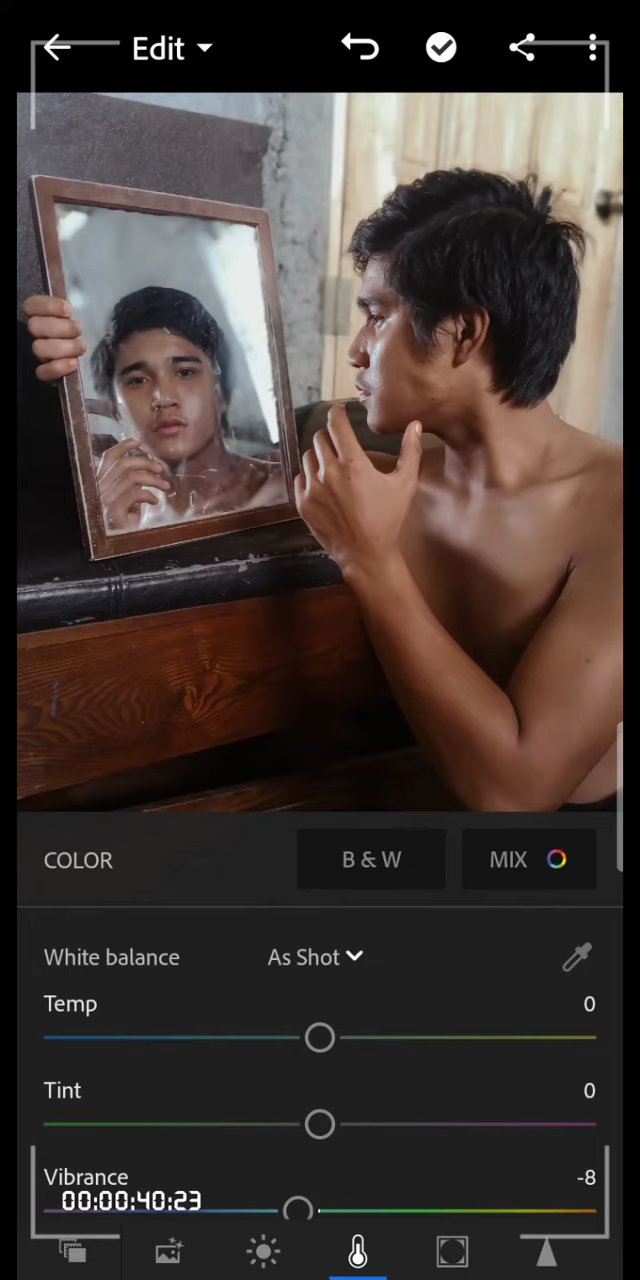 Edit
COLOR
B & W
MIX
White balance
As Shot
Temp
0
Tint
0
Vibrance
-8
00:00:40:23